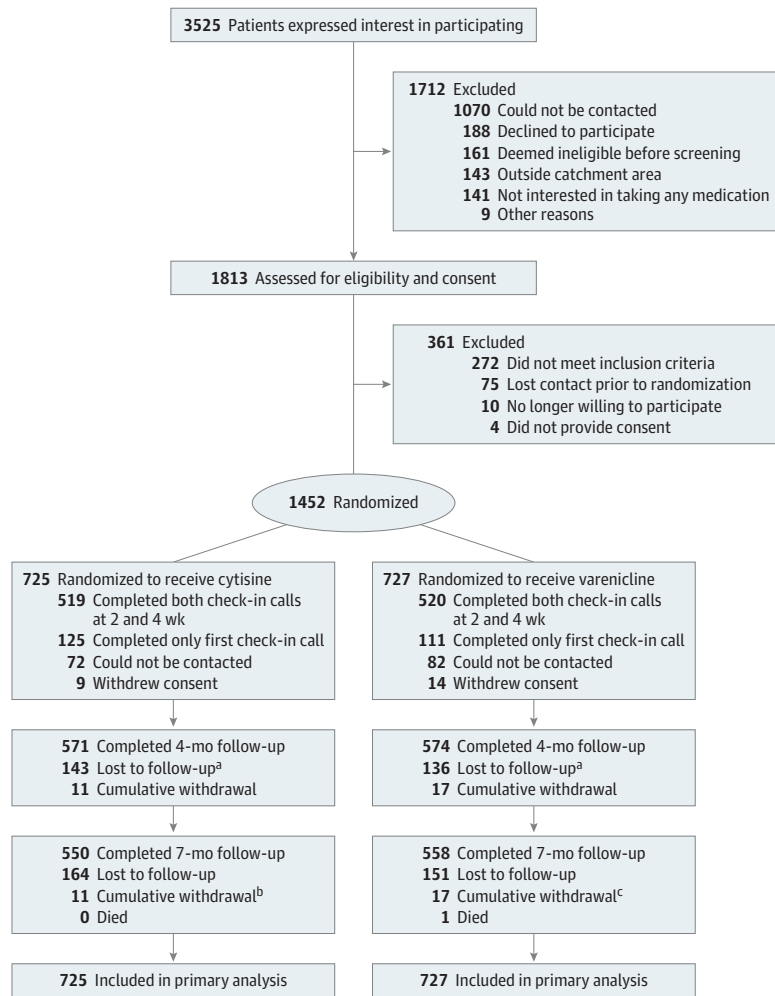 3525 Patients expressed interest in participating
1712 Excluded
1070 Could not be contacted
188 Declined to participate
161 Deemed ineligible before screening
143 Outside catchment area
141 Not interested in taking any medication
9 Other reasons
1813 Assessed for eligibility and consent
361 Excluded
272 Did not meet inclusion criteria
75 Lost contact prior to randomization
10 No longer willing to participate
4 Did not provide consent
1452 Randomized
725 Randomized to receive cytisine
519 Completed both check-in calls
at 2 and 4 wk
125 Completed only first check-in call
72 Could not be contacted
9 Withdrew consent
727 Randomized to receive varenicline
520 Completed both check-in calls
at 2 and 4 wk
111 Completed only first check-in call
82 Could not be contacted
14 Withdrew consent
571 Completed 4-mo follow-up
143 Lost to follow-upa
11 Cumulative withdrawal
574 Completed 4-mo follow-up
136 Lost to follow-upa
17 Cumulative withdrawal
550 Completed 7-mo follow-up
164 Lost to follow-up
11 Cumulative withdrawalb
0 Died
558 Completed 7-mo follow-up
151 Lost to follow-up
17 Cumulative withdrawalc
1 Died
725 Included in primary analysis
727 Included in primary analysis